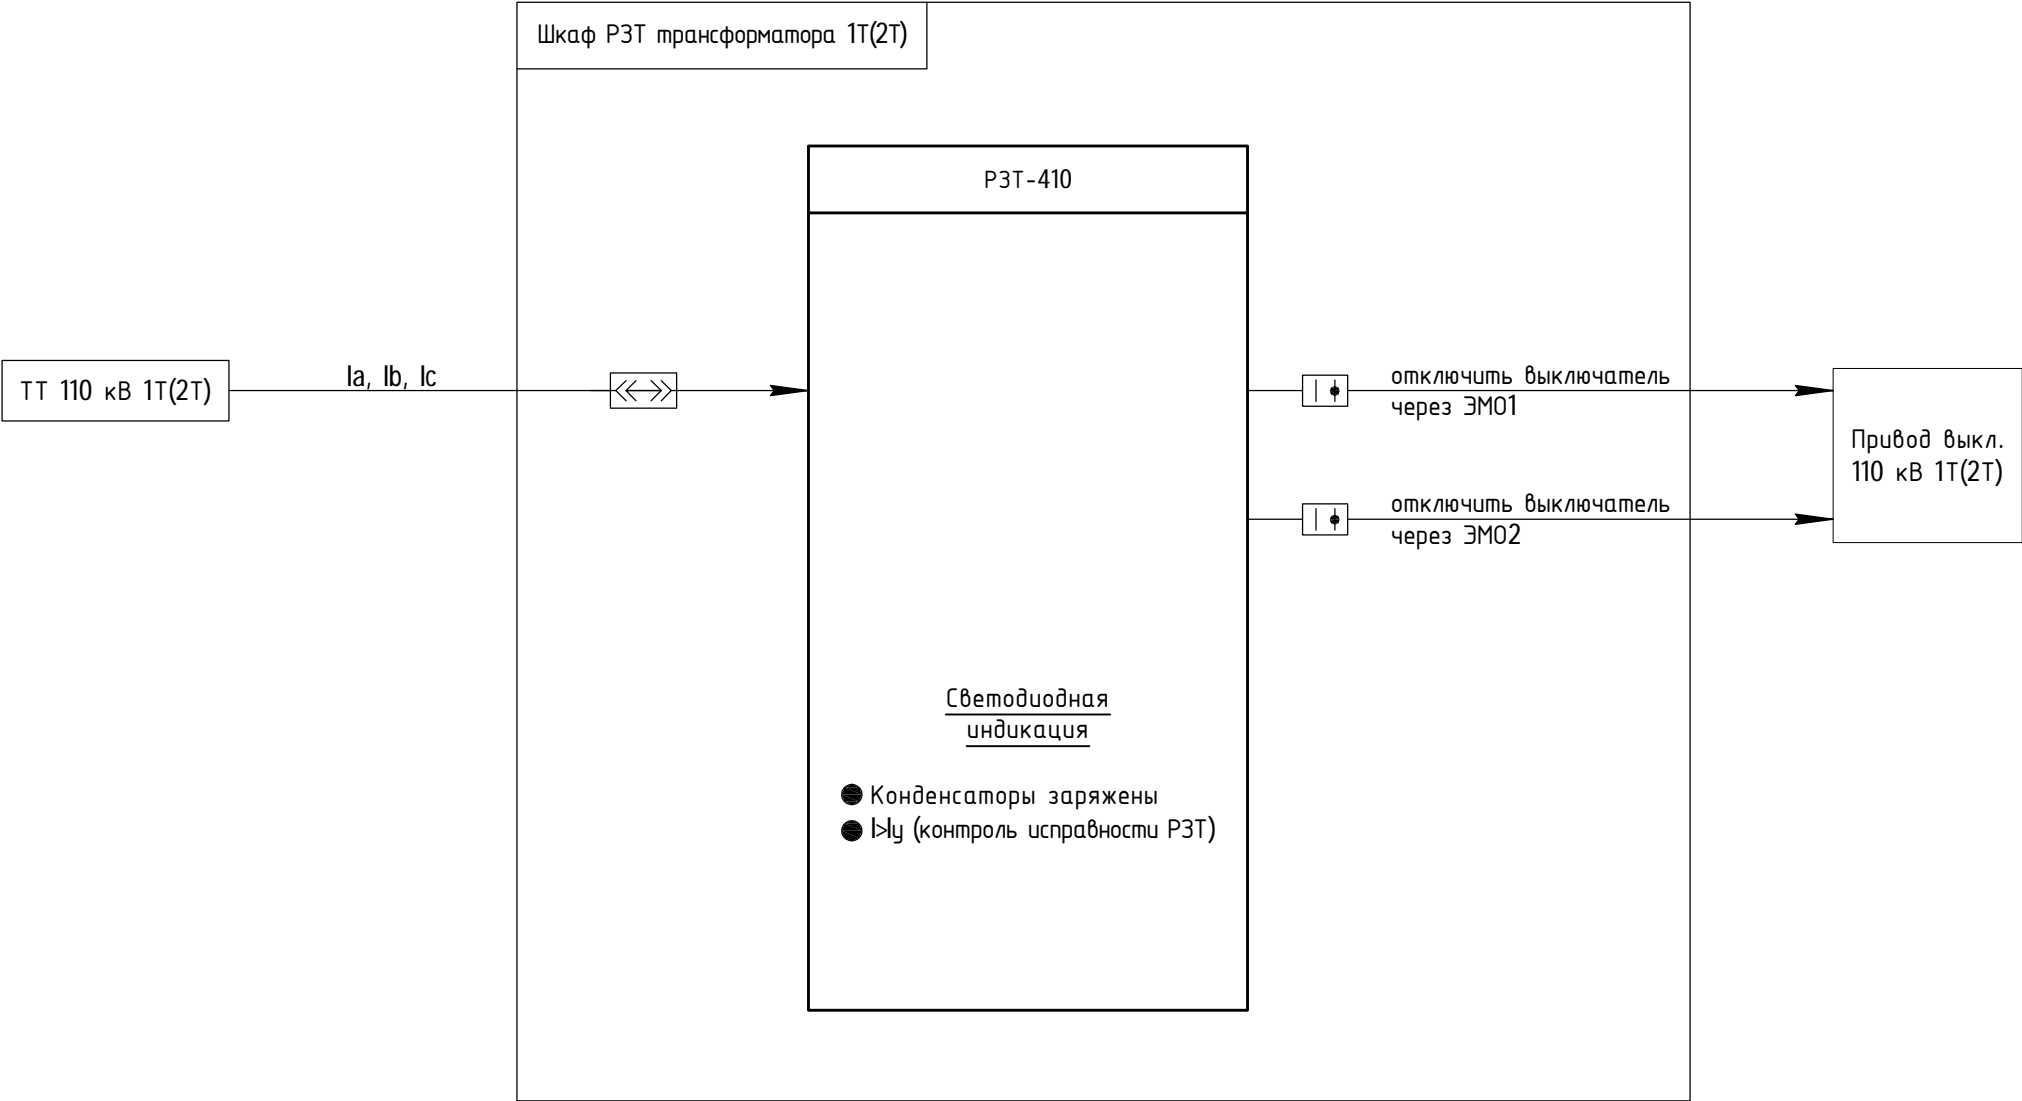 Шкаф РЗТ трансформатора 1Т(2Т)
РЗТ-410
ТТ 110 кВ 1Т(2Т)
Ia, Ib, Ic
отключить выключатель
через ЭМО1
Привод выкл.
110 кВ 1Т(2Т)
отключить выключатель
через ЭМО2
Светодиодная
индикация
Конденсаторы заряжены
I>Iу (контроль исправности РЗТ)